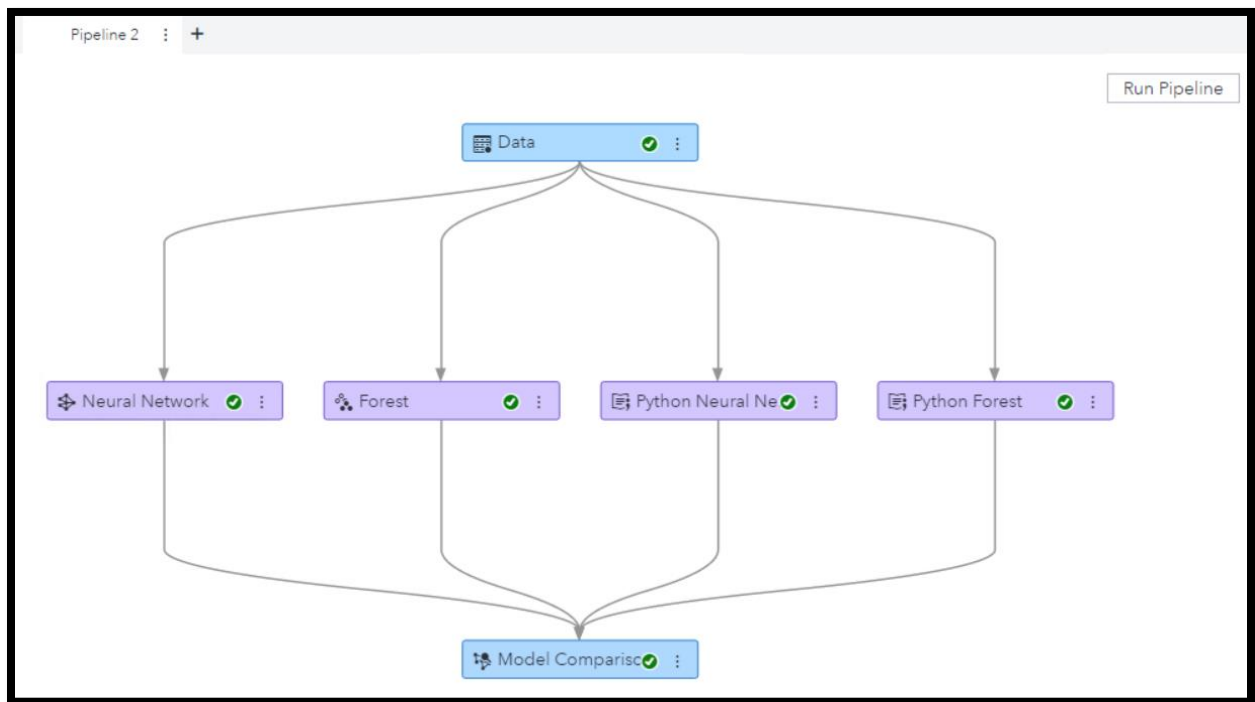 Pipeline 2
Run Pipeline
Data
Neural Network
Forest
Python Neural Ne
Python Forest
Model Comparisc